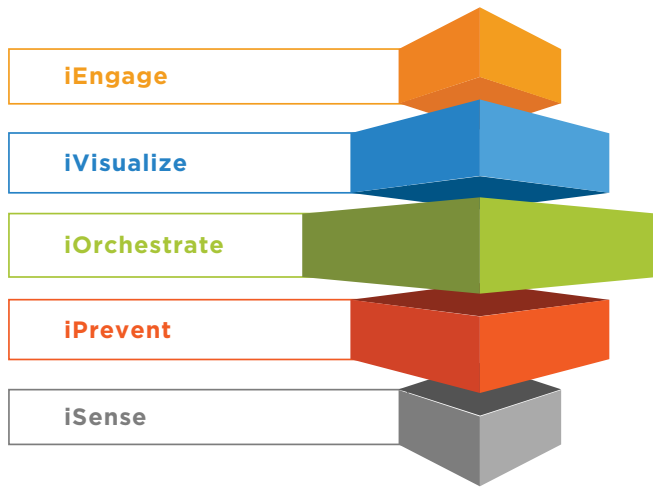 iEngage
iVisualize
iOrchestrate
iPrevent
iSense